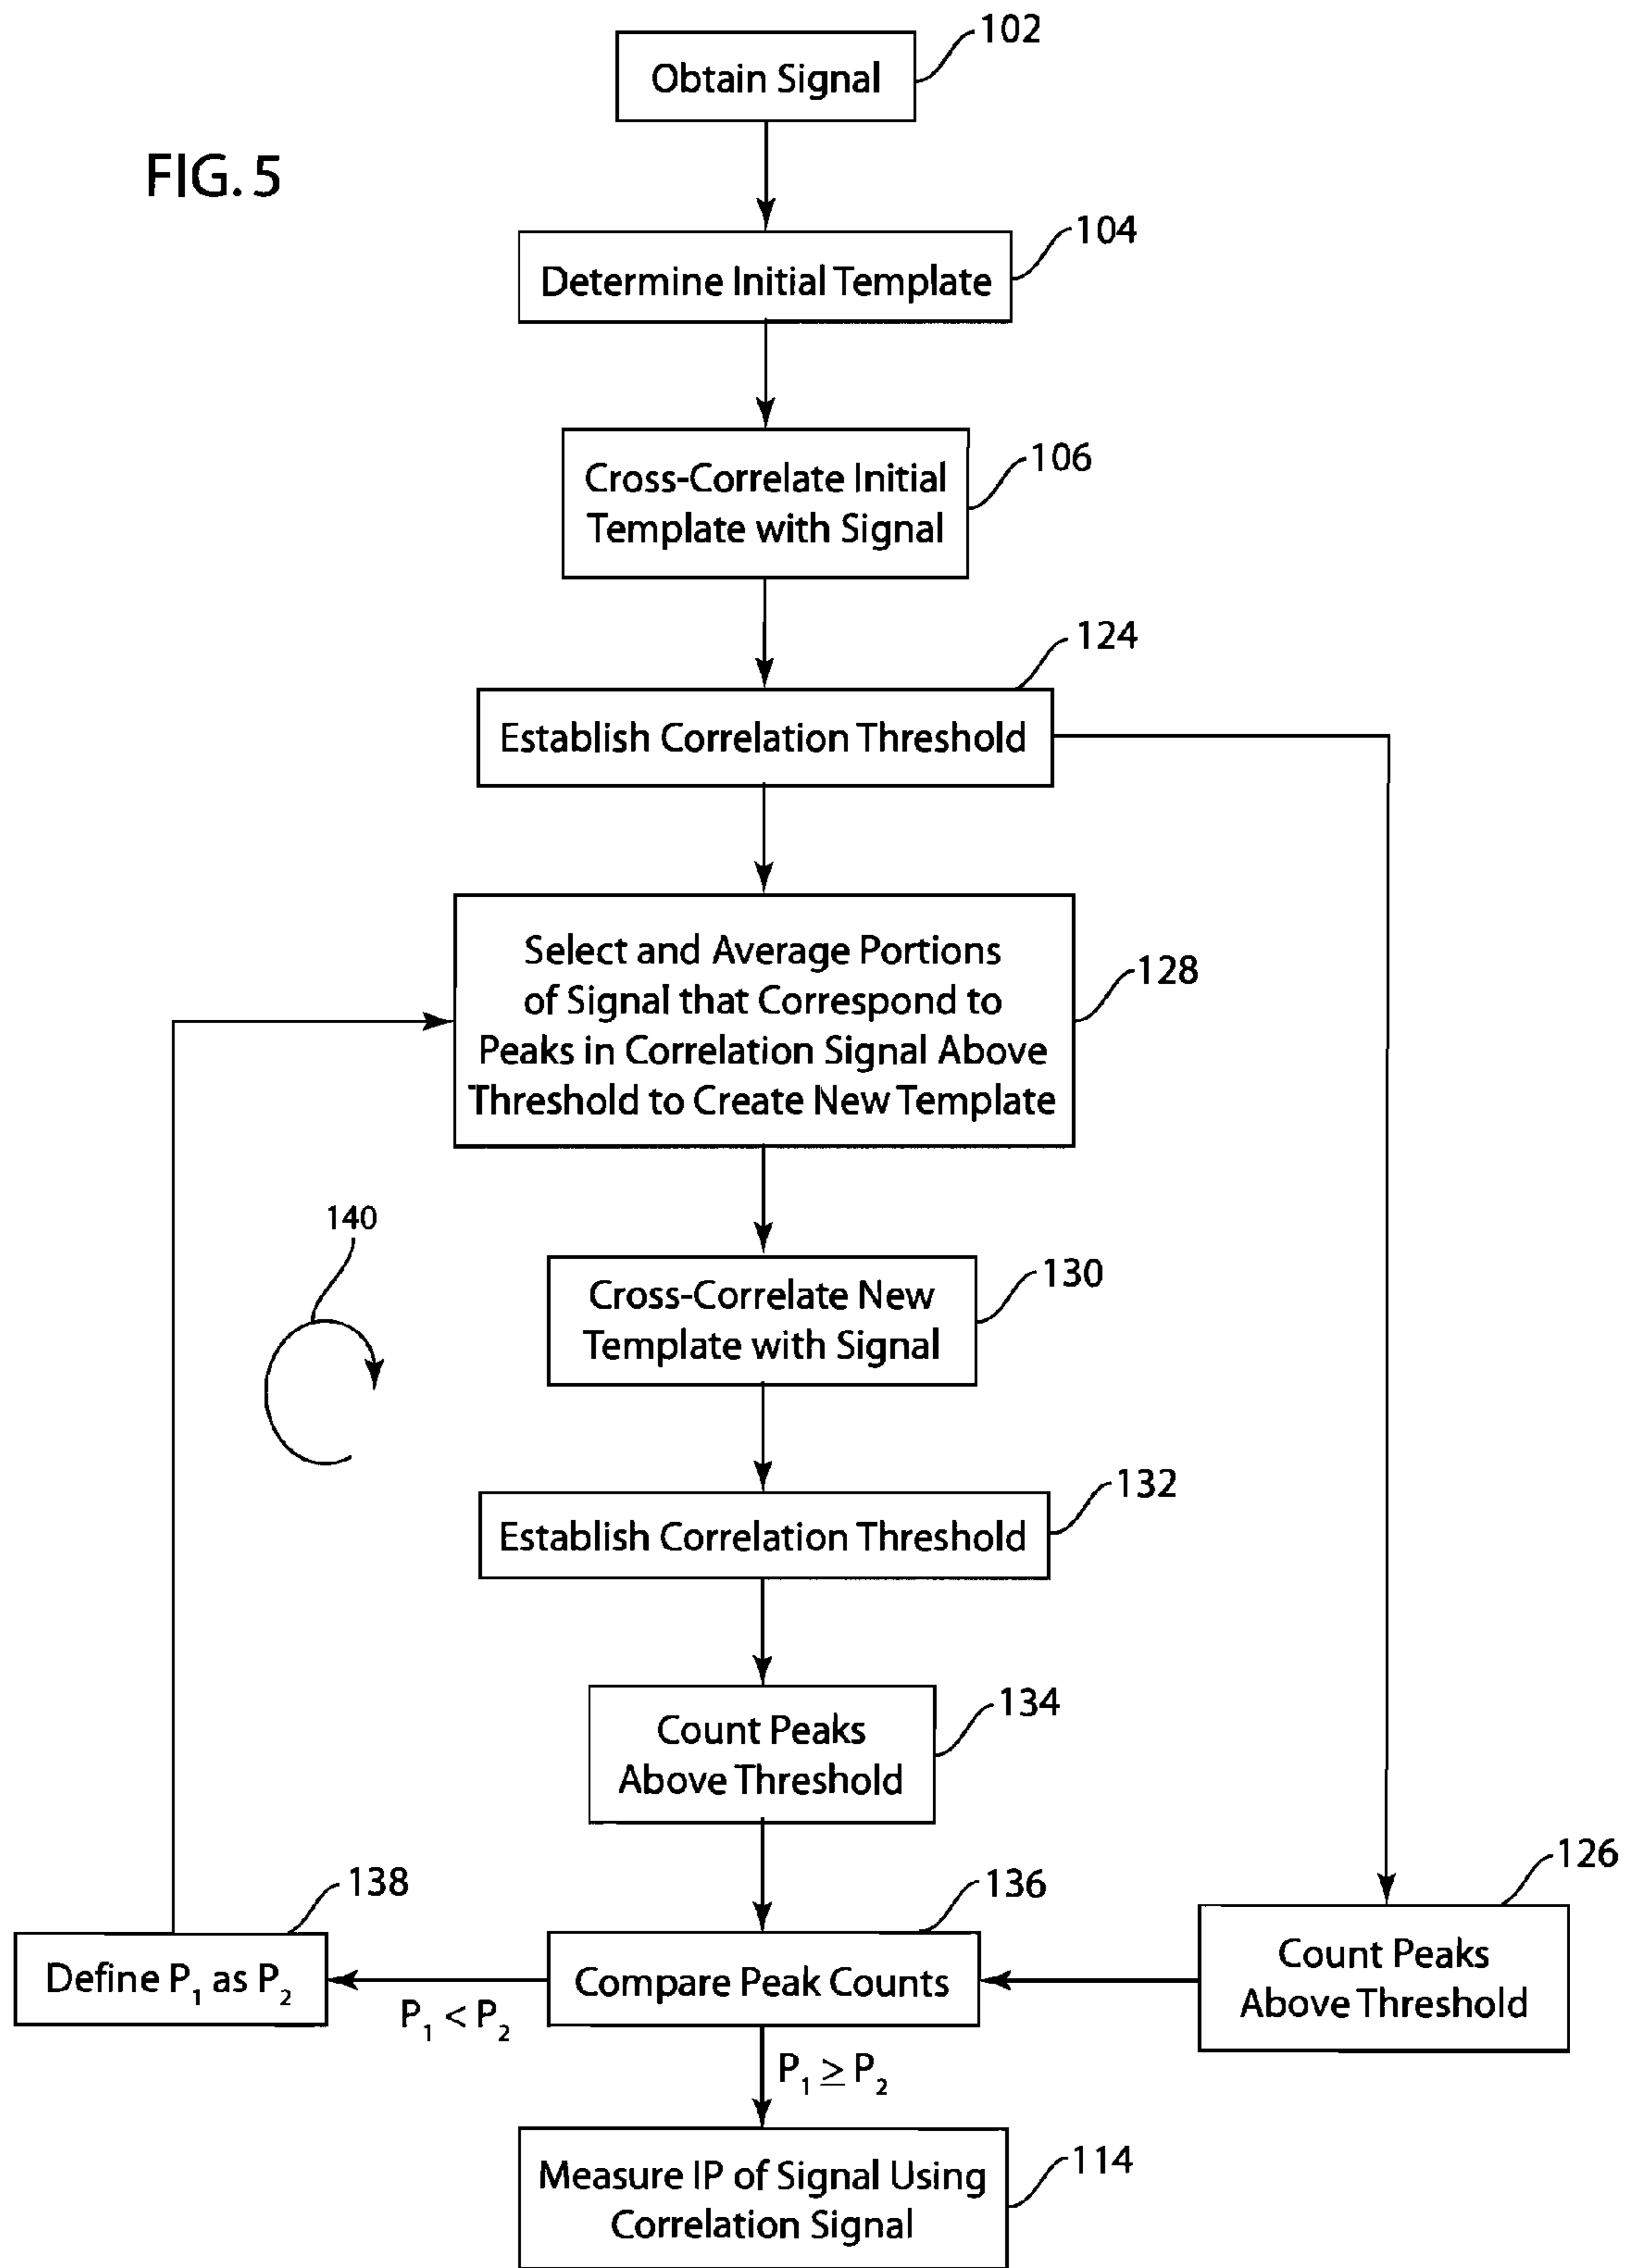 FIG. 5
102
Obtain Signal
104
Determine Initial Template
106
Cross-Correlate Initial
Template with Signal
124
Establish Correlation Threshold
128
Select and Average Portions
of Signal that Correspond to
Peaks in Correlation Signal Above
Threshold to Create New Template
140
130
Cross-Correlate New
Template with Signal
132
Establish Correlation Threshold
134
Count Peaks
Above Threshold
138
Define P₁ as P₂
P₁ < P₂
136
Compare Peak Counts
126
Count Peaks
Above Threshold
P₁ ≥ P₂
114
Measure IP of Signal Using
Correlation Signal